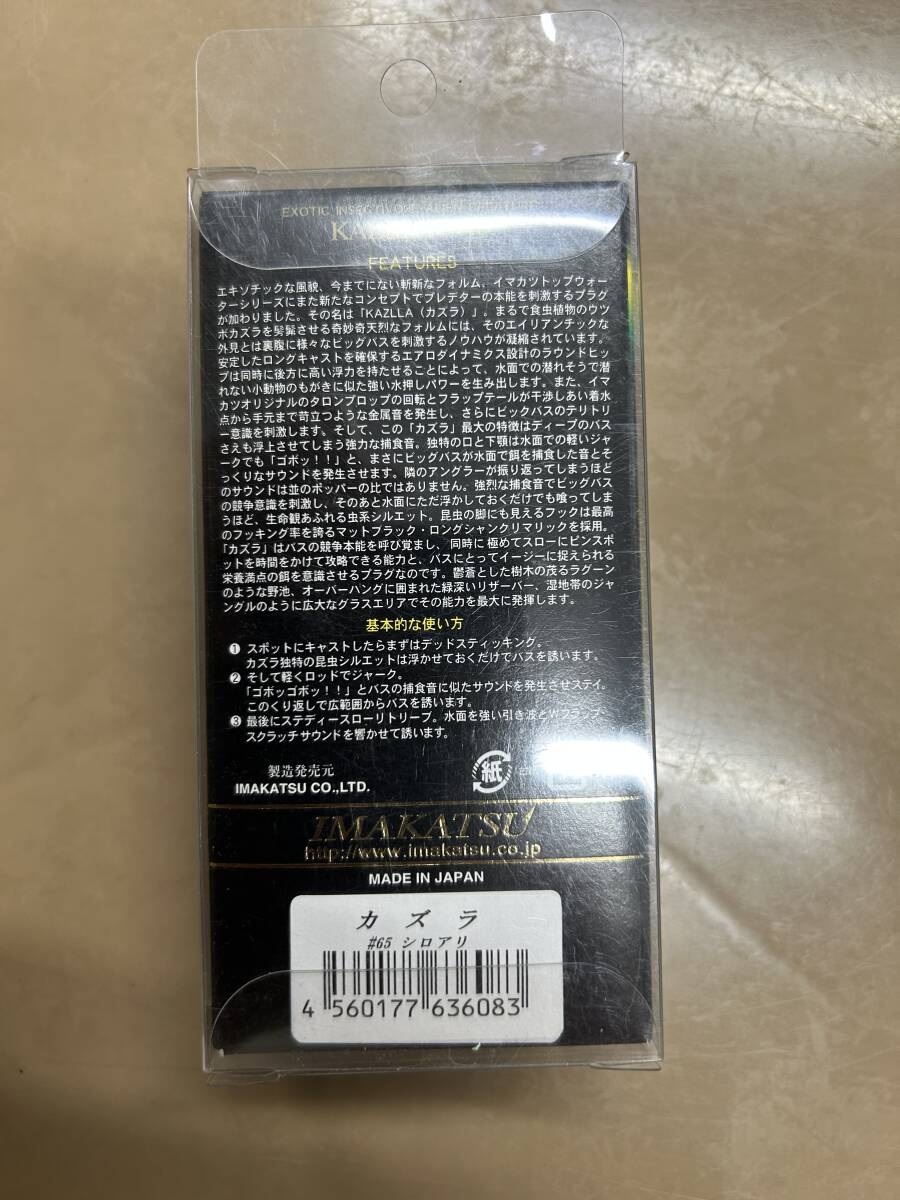 EXOTIC INSECTIVOR
KA
FEATURES
エキゾチックな風貌、今までにない斬新なフォルム。イマカツトップウォー
ターシリーズにまた新たなコンセプトでプレデターの本能を刺激するプラグ
が加わりました。その名は「KAZLLA（カズラ）」。まるで食虫植物のウツ
ボカズラを髣髴させる奇妙奇天烈なフォルムには、そのエイリアンチックな
外見とは裏腹に様々なビッグバスを刺激するノウハウが凝縮されています。
安定したロングキャストを確保するエアロダイナミクス設計のラウンドヒッ
プは同時に後方に高い浮力を持たせることによって、水面での潜れそうで潜
れない小動物のもがきに似た強い水押しパワーを生み出します。また、イマ
カツオリジナルのタロンプロップの回転とフラップテールが干渉しあい着水
点から手元まで苛立つような金属音を発生し、さらにビックバスのテリトリ
ー意識を刺激します。そして、この「カズラ」最大の特徴はディープのバス
さえも浮上させてしまう強力な捕食音。独特の口と下顎は水面での軽いジャ
ークでも「ゴボッ！！」と、まさにビッグバスが水面で餌を捕食した音とそ
っくりなサウンドを発生させます。隣のアングラーが振り返ってしまうほど
のサウンドは並のポッパーの比ではありません。強烈な捕食音でビッグバス
の競争意識を刺激し、そのあと水面にただ浮かしておくだけでも喰ってしま
うほど、生命観あふれる虫系シルエット。昆虫の脚にも見えるフックは最高
のフッキング率を誇るマットブラック・ロングシャンクリマリックを採用。
「カズラ」はバスの競争本能を呼び覚まし、同時に極めてスローにピンスポ
ットを時間をかけて攻略できる能力と、バスにとってイージーに捉えられる
栄養満点の餌を意識させるプラグなのです。鬱蒼とした樹木の茂るラグーン
のような野池、オーバーハングに囲まれた緑深いリザーバー、湿地帯のジャ
ングルのように広大なグラスエリアでその能力を最大に発揮します。
基本的な使い方
① スポットにキャストしたらまずはデッドスティッキング。
カズラ独特の昆虫シルエットは浮かせておくだけでバスを誘います。
② そして軽くロッドでジャーク。
「ゴボッゴボッ！！」とバスの捕食音に似たサウンドを発生させステイ。
このくり返しで広範囲からバスを誘います。
③ 最後にステディースローリトリーブ。水面を強い引き波とWフラップ
スクラッチサウンドを響かせて誘います。
製造発売元
IMAKATSU CO.,LTD.
紙
IMAKATSU
http://www.imakatsu.co.jp
MADE IN JAPAN
カズラ
#65 シロアリ
4 560177 636083